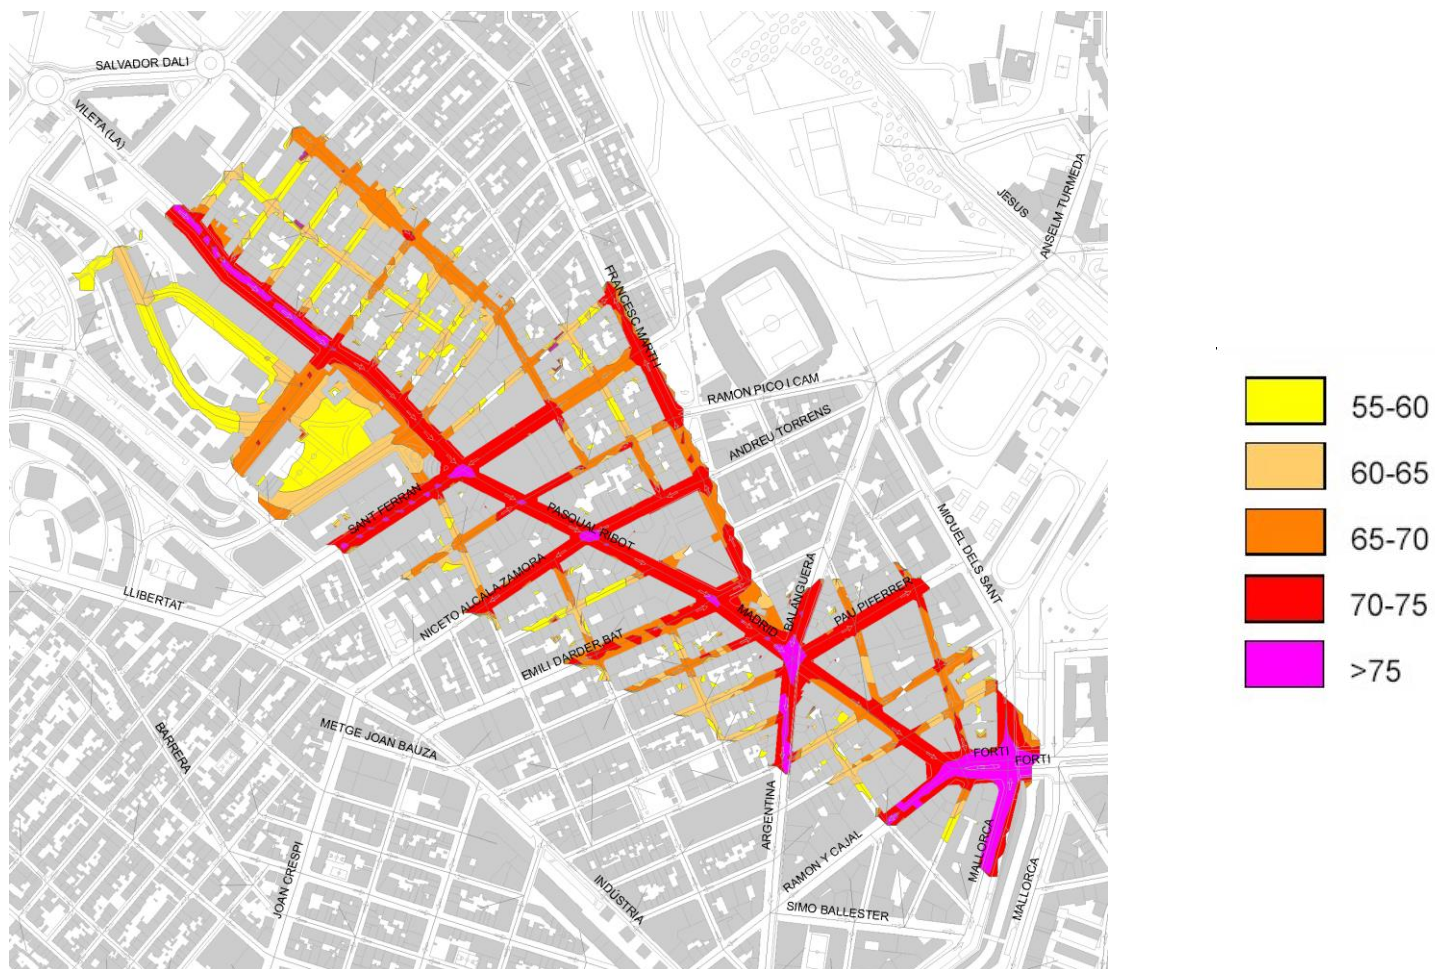 SALVADOR DALI
VILETA (LA)
ANSELM TURMEDA
JESUS
FRANCESC MARTI I
RAMON PICO I CAM
ANDREU TORRENS
SANT FERRAN
PASQUAL RIBOT
MIQUEL DELS SANT
NICETO ALCALA ZAMORA
LLIBERTAT
BALANGUERA
PAU PIFERRER
MADRID
EMILI DARDER BAT
METGE JOAN BAUZA
BARRERA
FORTI
FORTI
ARGENTINA
RAMON Y CAJAL
MALLORCA
MALLORCA
JOAN CRESPI
INDÚSTRIA
SIMO BALLESTER
55-60
60-65
65-70
70-75
>75